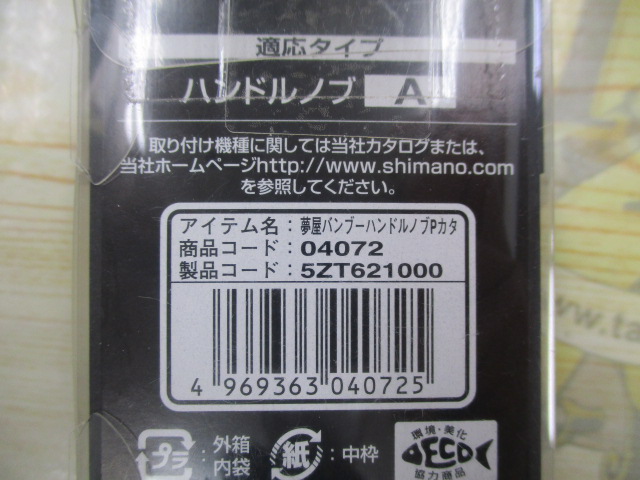 適応タイプ
ハンドルノブ A
取り付け機種に関しては当社カタログまたは、
当社ホームページhttp://www.shimano.com
を参照してください。
アイテム名：夢屋バンブーハンドルノブPカタ
商品コード：04072
製品コード：5ZT621000
4 969363 040725
プラ ：外箱 内袋 紙 ：中枠
環境・美化
ECO
協力商品